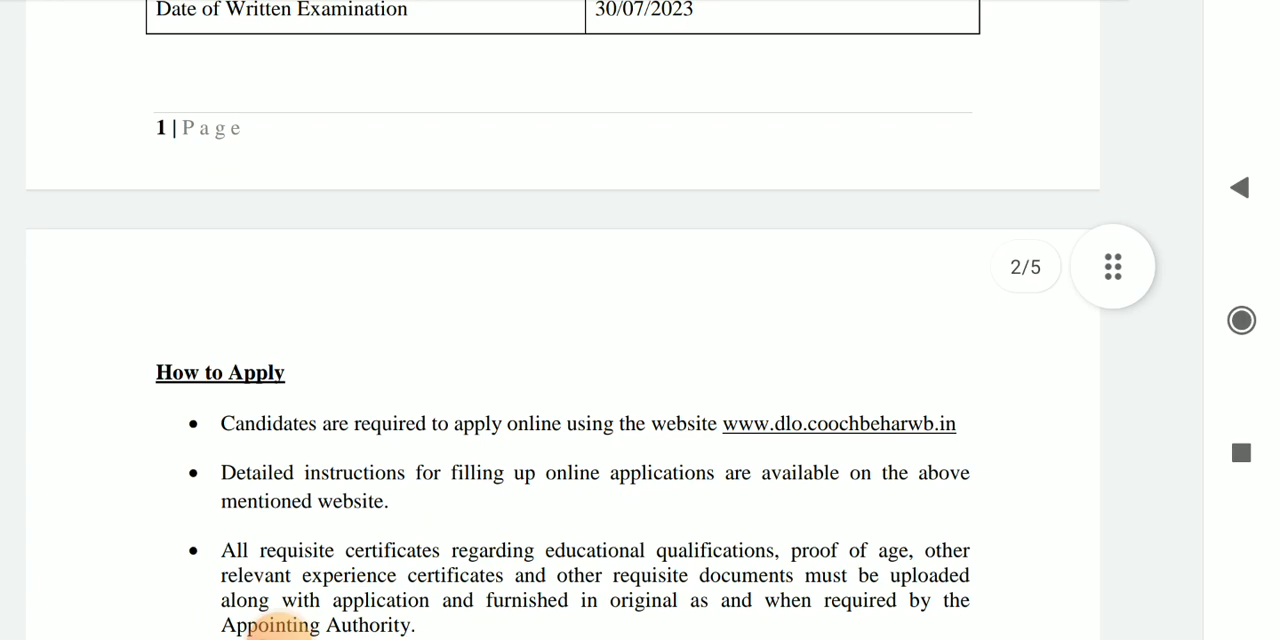 Date of Written Examination 30/07/2023
1 | P a g e
2/5
How to Apply
• Candidates are required to apply online using the website www.dlo.coochbeharwb.in
• Detailed instructions for filling up online applications are available on the above
mentioned website.
• All requisite certificates regarding educational qualifications, proof of age, other
relevant experience certificates and other requisite documents must be uploaded
along with application and furnished in original as and when required by the
Appointing Authority.